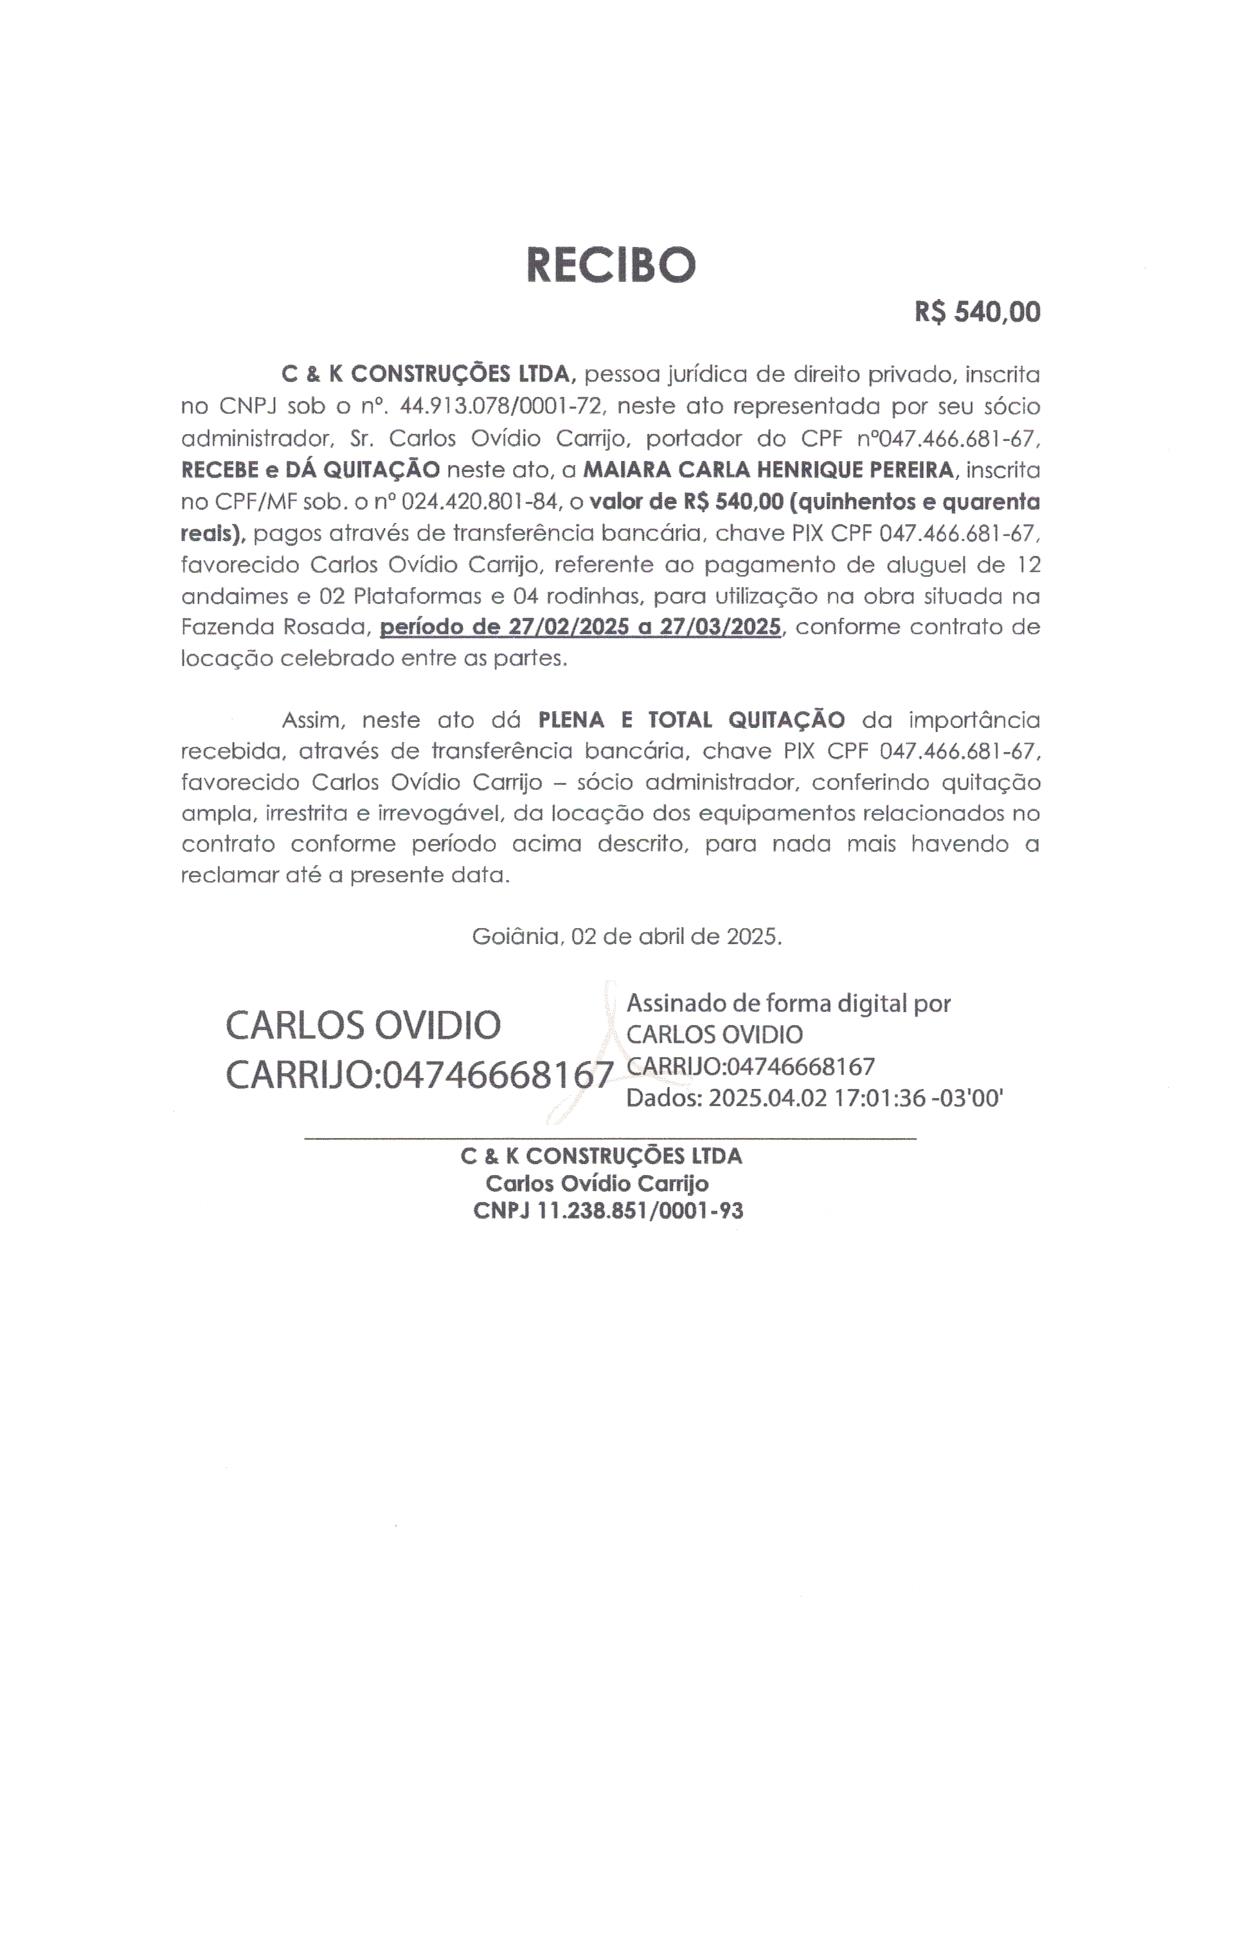 RECIBO
R$ 540,00
C & K CONSTRUÇÕES LTDA, pessoa jurídica de direito privado, inscrita
no CNPJ sob o nº. 44.913.078/0001-72, neste ato representada por seu sócio
administrador, Sr. Carlos Ovídio Carrijo, portador do CPF nº047.466.681-67,
RECEBE e DÁ QUITAÇÃO neste ato, a MAIARA CARLA HENRIQUE PEREIRA, inscrita
no CPF/MF sob. o nº 024.420.801-84, o valor de R$ 540,00 (quinhentos e quarenta
reais), pagos através de transferência bancária, chave PIX CPF 047.466.681-67,
favorecido Carlos Ovídio Carrijo, referente ao pagamento de aluguel de 12
andaimes e 02 Plataformas e 04 rodinhas, para utilização na obra situada na
Fazenda Rosada, período de 27/02/2025 a 27/03/2025, conforme contrato de
locação celebrado entre as partes.
Assim, neste ato dá PLENA E TOTAL QUITAÇÃO da importância
recebida, através de transferência bancária, chave PIX CPF 047.466.681-67,
favorecido Carlos Ovídio Carrijo – sócio administrador, conferindo quitação
ampla, irrestrita e irrevogável, da locação dos equipamentos relacionados no
contrato conforme período acima descrito, para nada mais havendo a
reclamar até a presente data.
Goiânia, 02 de abril de 2025.
CARLOS OVIDIO
CARRIJO:04746668167
Assinado de forma digital por
CARLOS OVIDIO
CARRIJO:04746668167
Dados: 2025.04.02 17:01:36 -03'00'
C & K CONSTRUÇÕES LTDA
Carlos Ovídio Carrijo
CNPJ 11.238.851/0001-93